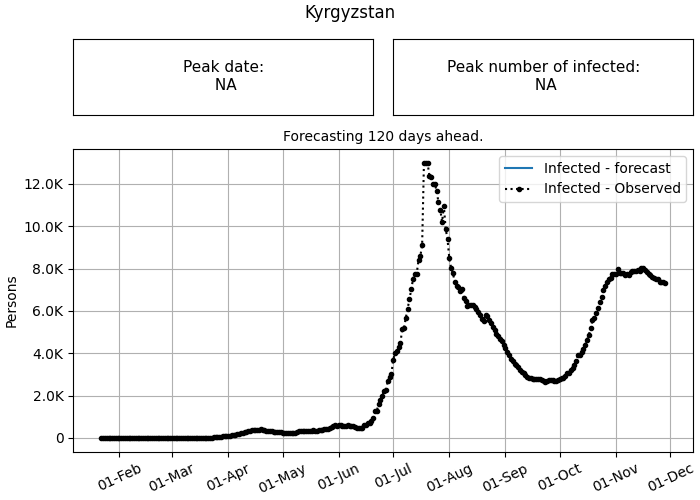 Kyrgyzstan
Peak date:
NA
Peak number of infected:
NA
Forecasting 120 days ahead.
Infected - forecast
Infected - Observed
Persons
12.0K
10.0K
8.0K
6.0K
4.0K
2.0K
0
01-Feb
01-Mar
01-Apr
01-May
01-Jun
01-Jul
01-Aug
01-Sep
01-Oct
01-Nov
01-Dec